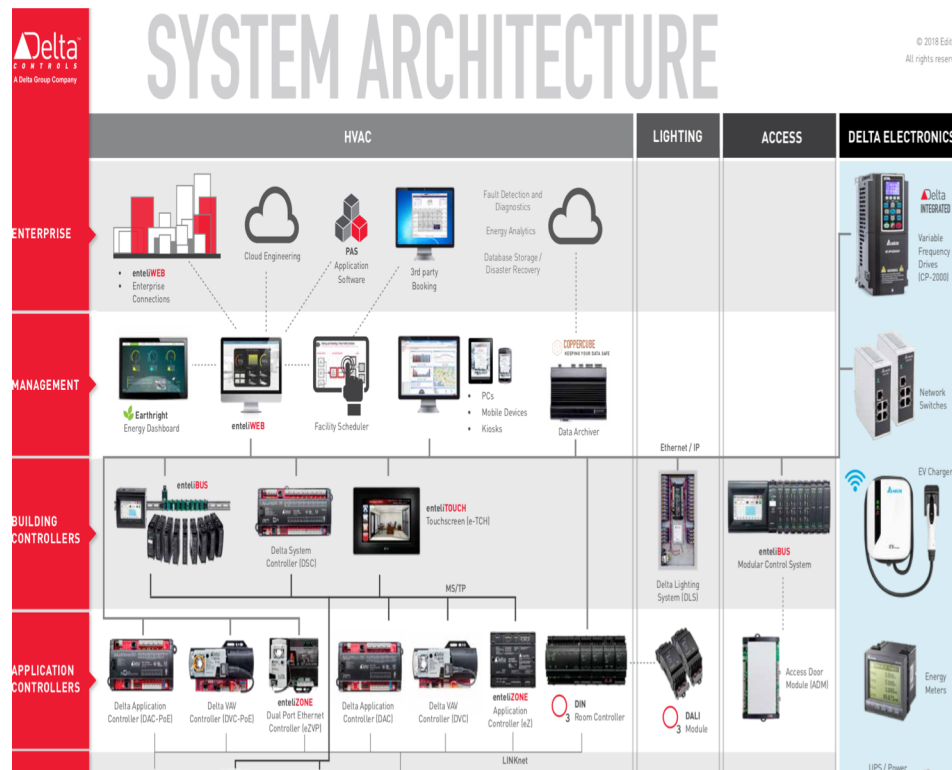 Delta
CONTROLS
A Delta Group Company
SYSTEM ARCHITECTURE
© 2018
All rights
HVAC
LIGHTING
ACCESS
DELTA ELECTRONICS
ENTERPRISE
enteliWEB
Enterprise
Connections
Cloud Engineering
PAS
Application
Software
3rd party
Booking
Fault Detection and
Diagnostics
Energy Analytics
Database Storage /
Disaster Recovery
Delta
INTEGRATED
Variable
Frequency
Drives
(CP-2000)
MANAGEMENT
Earthright
Energy Dashboard
enteliWEB
Facility Scheduler
PCs
Mobile Devices
Kiosks
COPPERCUBE
KEEPING YOUR DATA SAFE
Data Archiver
Network
Switches
Ethernet / IP
BUILDING
CONTROLLERS
enteliBUS
Delta System
Controller (DSC)
enteliTOUCH
Touchscreen (e-TCH)
MS/TP
Delta Lighting
System (DLS)
enteliBUS
Modular Control System
EV Charger
APPLICATION
CONTROLLERS
Delta Application
Controller (DAC-PoE)
Delta VAV
Controller (DVC-PoE)
enteliZONE
Dual Port Ethernet
Controller (eZVP)
Delta Application
Controller (DAC)
Delta VAV
Controller (DVC)
enteliZONE
Application
Controller (eZ)
O3 DIN
Room Controller
O3 DALI
Module
Access Door
Module (ADM)
Energy
Meters
LINKnet
UPS / Power